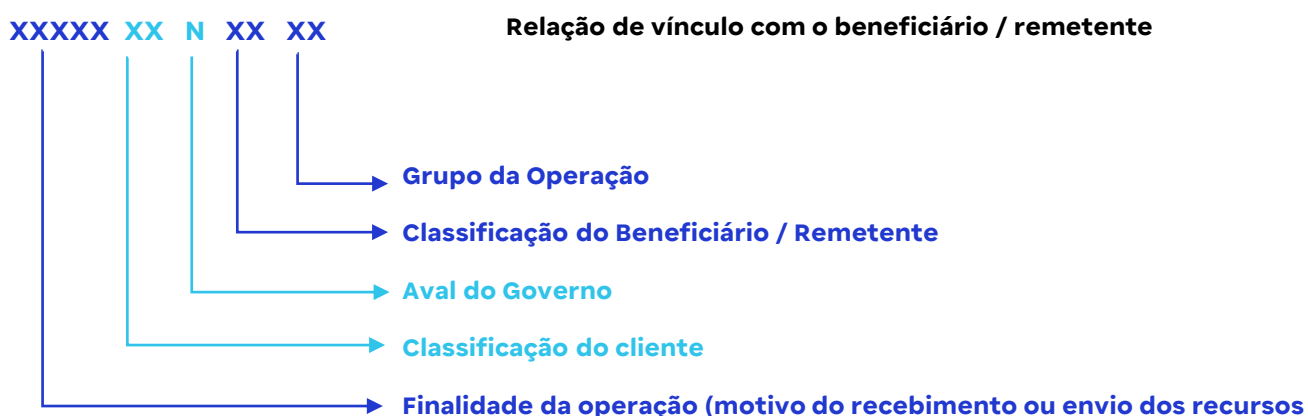 XXXXX XX N XX XX
Relação de vínculo com o beneficiário / remetente
Grupo da Operação
Classificação do Beneficiário / Remetente
Aval do Governo
Classificação do cliente
Finalidade da operação (motivo do recebimento ou envio dos recursos